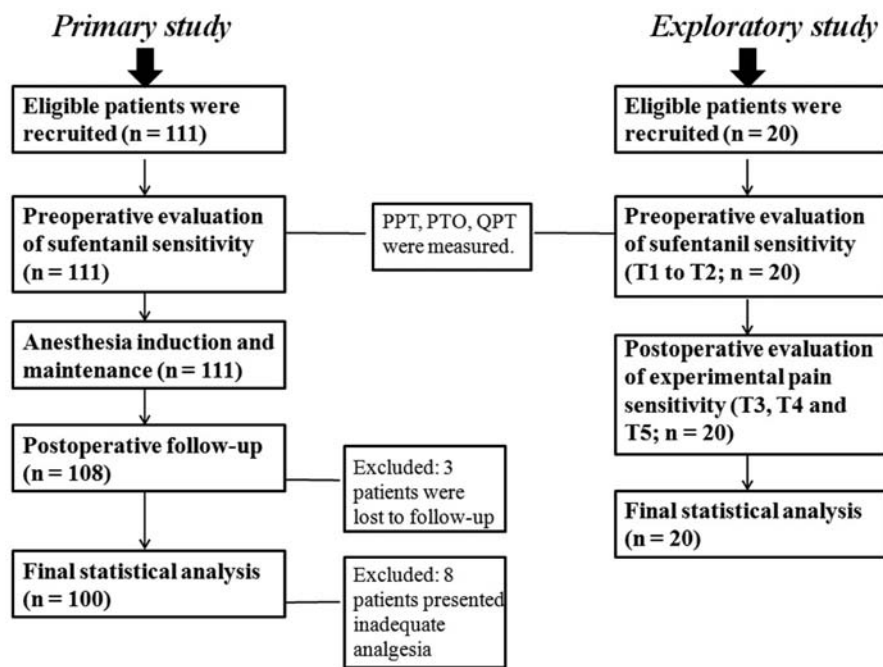 Primary study
Eligible patients were
recruited (n = 111)
Preoperative evaluation
of sufentanil sensitivity
(n = 111)
Anesthesia induction and
maintenance (n = 111)
Postoperative follow-up
(n = 108)
Final statistical analysis
(n = 100)
PPT, PTO, QPT
were measured.
Excluded: 3
patients were
lost to follow-up
Excluded: 8
patients presented
inadequate
analgesia
Exploratory study
Eligible patients were
recruited (n = 20)
Preoperative evaluation
of sufentanil sensitivity
(T1 to T2; n = 20)
Postoperative evaluation
of experimental pain
sensitivity (T3, T4 and
T5; n = 20)
Final statistical analysis
(n = 20)